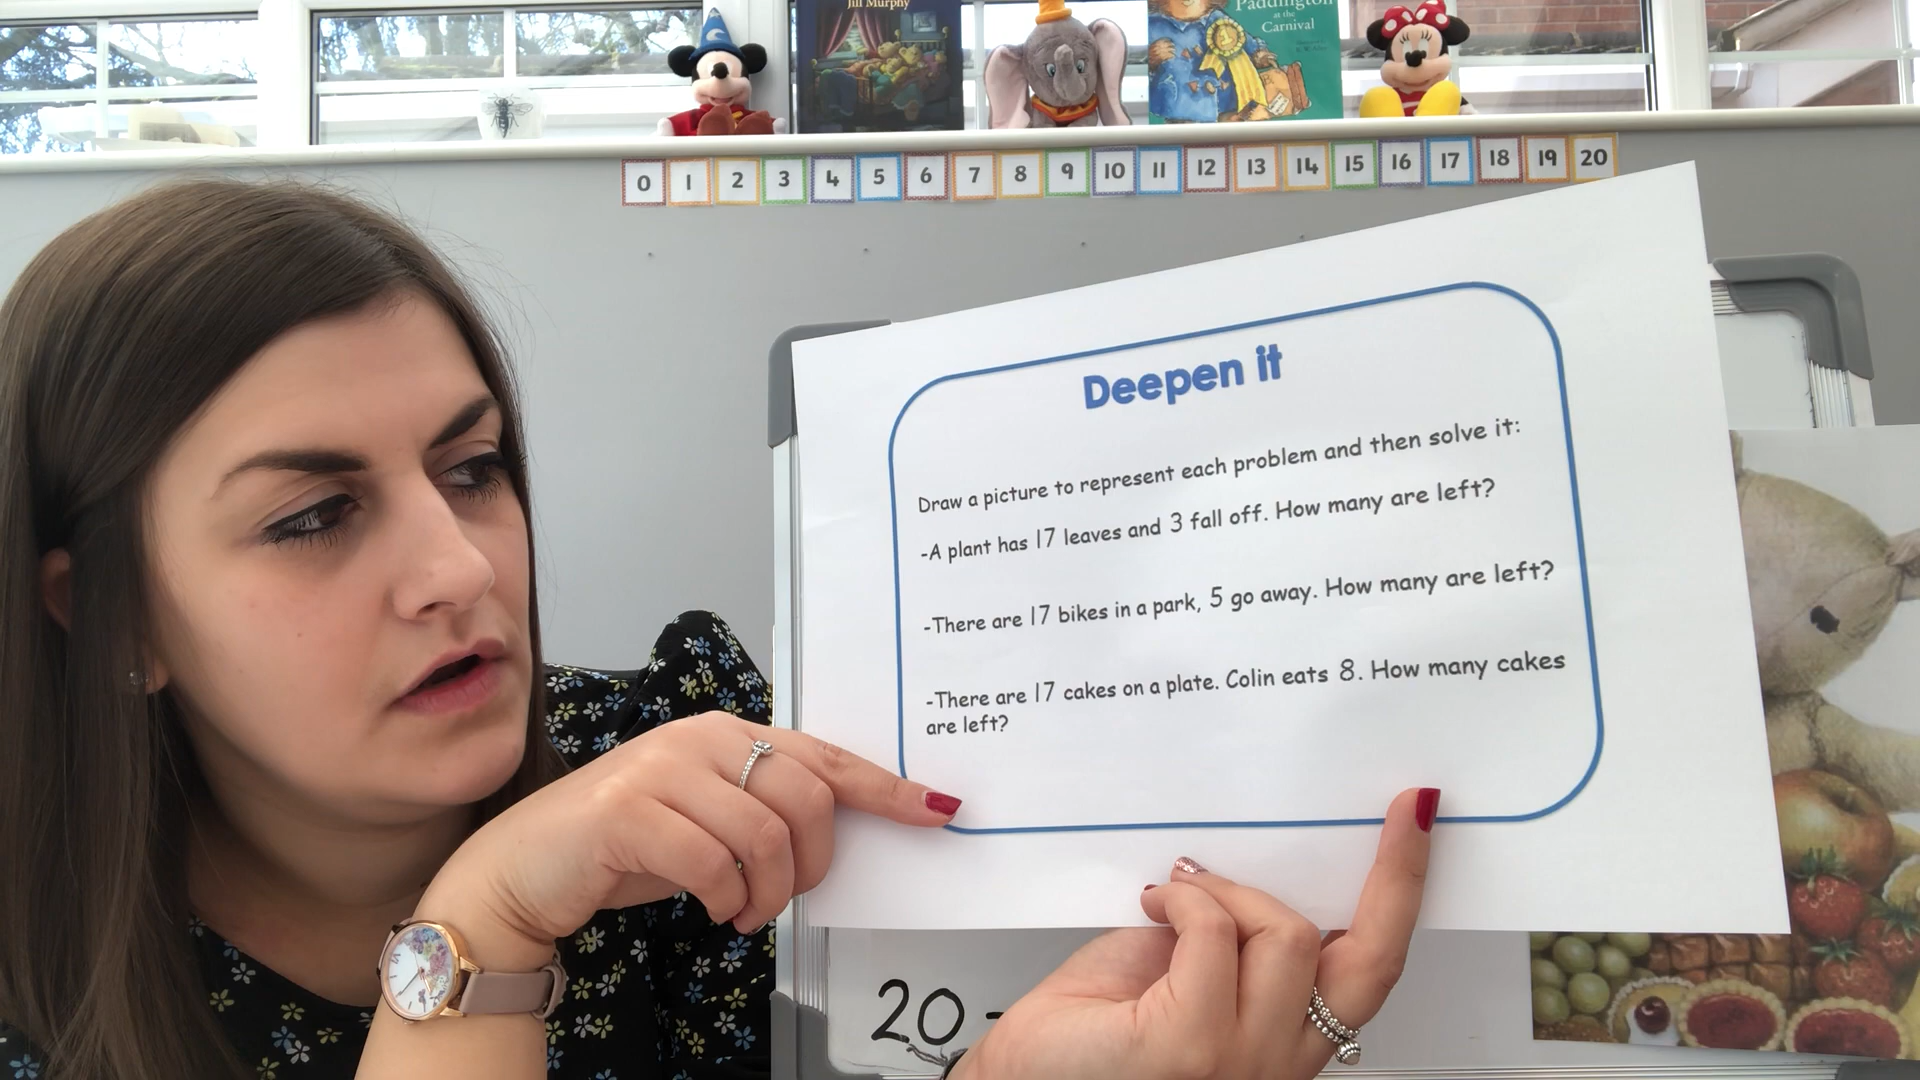 Jill Murphy
Paddington
at the
Carnival
0 1 2 3 4 5 6 7 8 9 10 11 12 13 14 15 16 17 18 19 20
Deepen it
Draw a picture to represent each problem and then solve it:
-A plant has 17 leaves and 3 fall off. How many are left?
-There are 17 bikes in a park, 5 go away. How many are left?
-There are 17 cakes on a plate. Colin eats 8. How many cakes
are left?
20 -